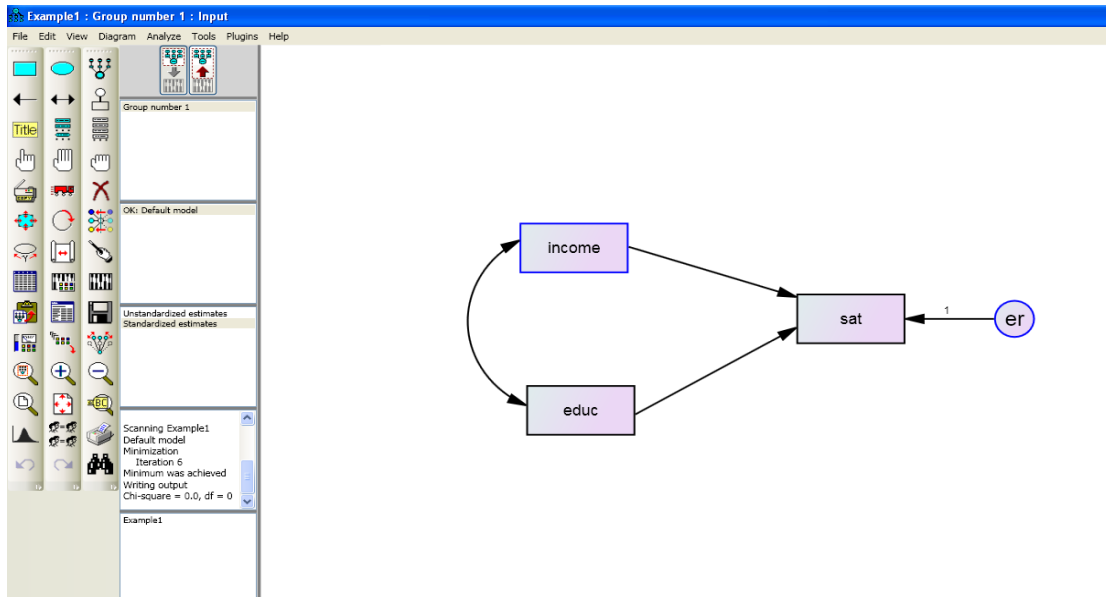 Example1 : Group number 1 : Input
File Edit View Diagram Analyze Tools Plugins Help
Title
Group number 1
OK: Default model
Unstandardized estimates
Standardized estimates
Scanning Example1
Default model
Minimization
Iteration 6
Minimum was achieved
Writing output
Chi-square = 0.0, df = 0
Example1
income
sat
1
er
educ